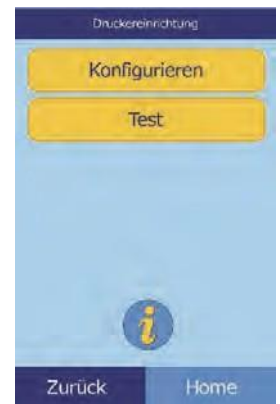 Druckereinrichtung
Konfigurieren
Test
i
Zurück Home